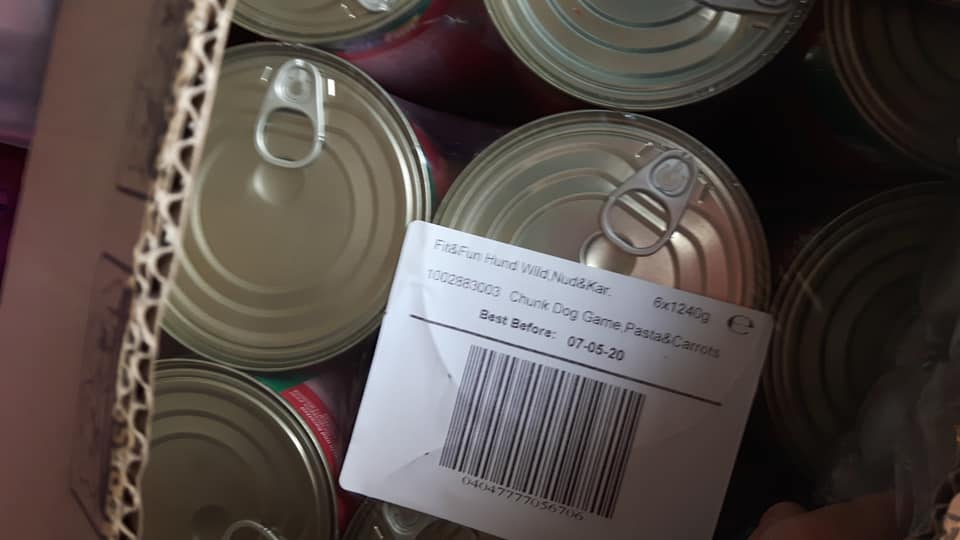 Fit&Fun Hund Wild,Nud&Kar. 6x1240g e
1002883003 Chunk Dog Game,Pasta&Carrots
Best Before: 07-05-20
04047777056706